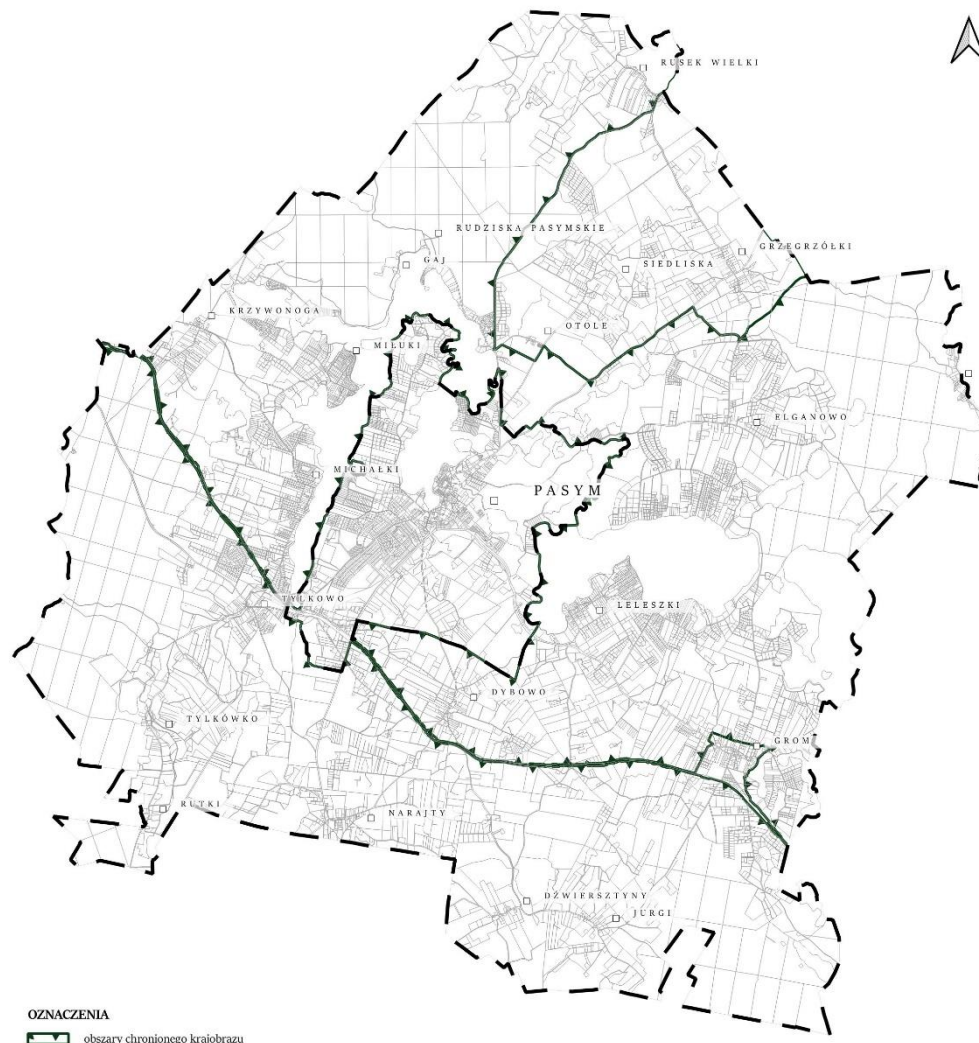 RUSEK WIELKI
RUDZISKA PASYMSKIE
GRZEGRZÓŁKI
GAJ
SIEDLISKA
KRZYWONOGA
OTOLE
MIŁUKI
ELGANOWO
MICHAŁKI
PASYM
TYLKOWO
LELESZKI
DYBOWO
TYLKÓWKO
GROM
RUTKI
NARAJTY
DŹWIERSZTYNY
JURGI
OZNACZENIA
obszary chronionego krajobrazu